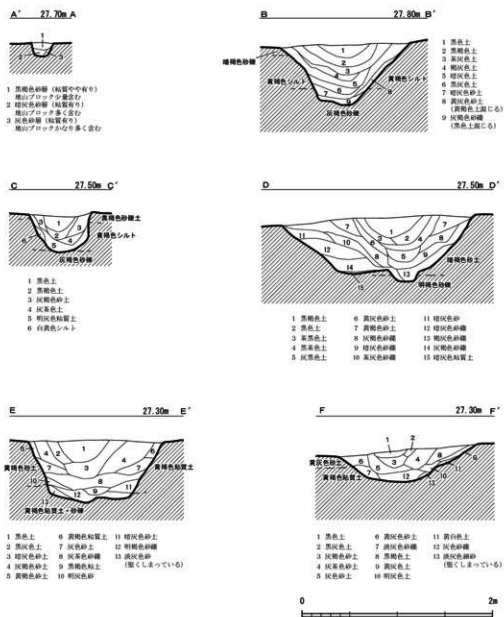 A′ 27.70m A
1
2
3
1 黒褐色砂層（粘質やや有り）
地山ブロック少量含む
2 暗灰色砂層（粘質有り）
地山ブロック多く含む
3 灰色砂層（粘質有り）
地山ブロックかなり多く含む
B 27.80m B′
暗褐色砂礫
黄褐色シルト
黄褐色シルト
灰褐色砂礫
1 黒色土
2 黒褐色土
3 茶灰色土
4 褐灰色土
5 暗灰色土
6 黒灰色土
7 暗灰色砂土
8 黄灰色砂土
（黄褐色土混じる）
9 灰褐色砂礫
（黒色土混じる）
C 27.50m C′
黄褐色砂礫土
黄褐色シルト
灰褐色砂礫
1 黒色土
2 黒褐色土
3 灰褐色砂土
4 灰茶色土
5 明灰色粘質土
6 白黄色シルト
D 27.50m D′
暗褐色砂土
明褐色砂礫
1 黒褐色土
2 黒色土
3 茶黒色土
4 黒茶色土
5 灰黒色土
6 黄灰色砂土
7 黄褐色砂土
8 灰褐色砂礫
9 暗灰色砂礫
10 茶灰色砂礫
11 暗灰色砂
12 暗灰色砂礫
13 褐灰色砂礫
14 灰褐色砂礫
15 暗灰色粘質土
E 27.30m E′
黄褐色砂土
黄褐色粘質土
黄褐色粘質土・砂礫
1 黒色土
2 黒灰色土
3 暗灰色砂土
4 灰褐色砂土
5 黄褐色砂土
6 黄褐色粘質土
7 灰色砂土
8 灰茶色砂礫
9 黒褐色粘土
10 明灰色砂
11 暗灰色砂土
12 明褐色砂礫
13 淡灰色砂
（堅くしまっている）
F 27.30m F′
黄灰色砂土
黄褐色粘質土
1 黒色土
2 黒灰色土
3 灰褐色土
4 灰茶色砂土
5 灰色砂土
6 黄灰色砂土
7 淡灰色砂礫
8 黒褐色土
9 黄灰色土
10 明灰色土
11 黄白色土
12 灰色砂礫
13 淡灰色細砂
（堅くしまっている）
0 2m